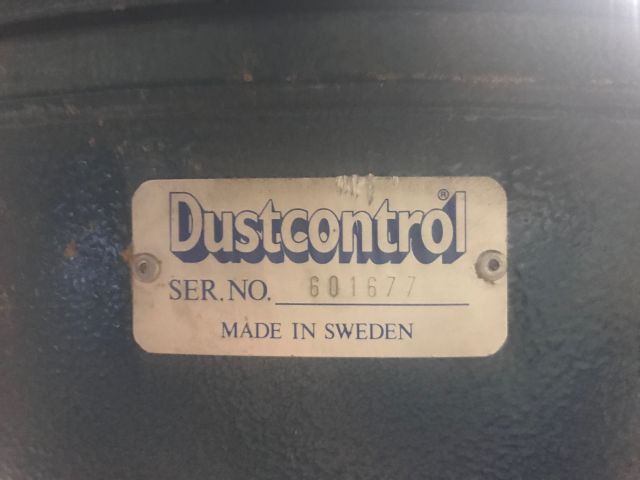 Dustcontrol®
SER. NO. 601677
MADE IN SWEDEN